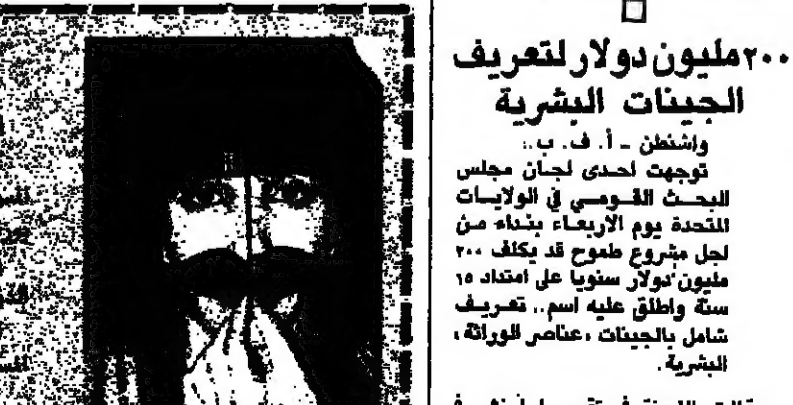 ٢٠٠ مليون دولار لتعريف
الجينات البشرية
واشنطن - أ. ف. ب.:
توجهت احدى لجان مجلس
البحث القومي في الولايات
المتحدة يوم الاربعاء بنداء من
اجل مشروع طموح قد يكلف ٢٠٠
مليون دولار سنويا على امتداد ١٥
سنة واطلق عليه اسم.. تعريف
شامل بالجينات ، عناصر الوراثة ،
البشرية .